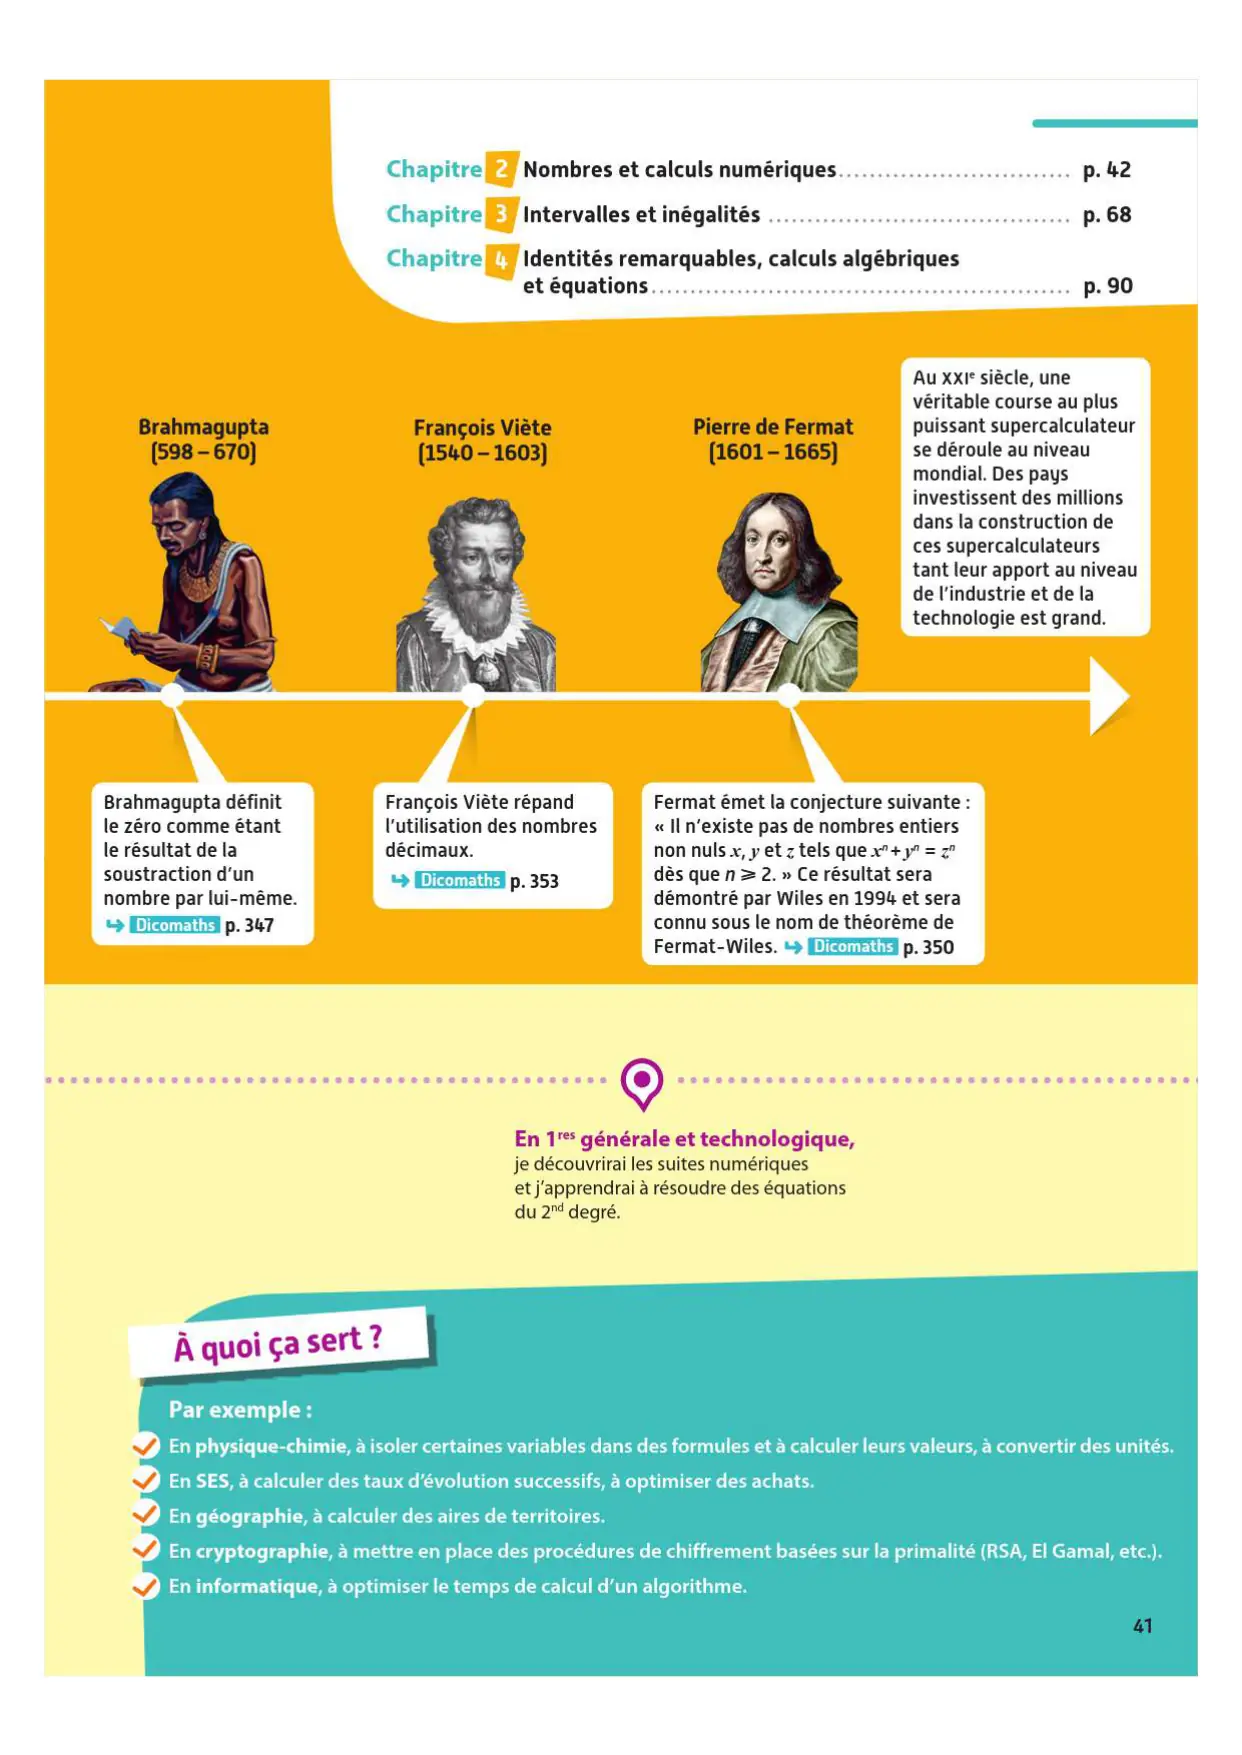 Chapitre 2 Nombres et calculs numériques.............................. p. 42
Chapitre 3 Intervalles et inégalités ....................................... p. 68
Chapitre 4 Identités remarquables, calculs algébriques
et équations...................................................... p. 90
Brahmagupta
(598 – 670)
François Viète
(1540 – 1603)
Pierre de Fermat
(1601 – 1665)
Au XXIe siècle, une
véritable course au plus
puissant supercalculateur
se déroule au niveau
mondial. Des pays
investissent des millions
dans la construction de
ces supercalculateurs
tant leur apport au niveau
de l'industrie et de la
technologie est grand.
Brahmagupta définit
le zéro comme étant
le résultat de la
soustraction d'un
nombre par lui-même.
↪ Dicomaths p. 347
François Viète répand
l'utilisation des nombres
décimaux.
↪ Dicomaths p. 353
Fermat émet la conjecture suivante :
« Il n'existe pas de nombres entiers
non nuls x, y et z tels que xⁿ + yⁿ = zⁿ
dès que n ⩾ 2. » Ce résultat sera
démontré par Wiles en 1994 et sera
connu sous le nom de théorème de
Fermat-Wiles. ↪ Dicomaths p. 350
En 1res générale et technologique,
je découvrirai les suites numériques
et j'apprendrai à résoudre des équations
du 2nd degré.
À quoi ça sert ?
Par exemple :
En physique-chimie, à isoler certaines variables dans des formules et à calculer leurs valeurs, à convertir des unités.
En SES, à calculer des taux d'évolution successifs, à optimiser des achats.
En géographie, à calculer des aires de territoires.
En cryptographie, à mettre en place des procédures de chiffrement basées sur la primalité (RSA, El Gamal, etc.).
En informatique, à optimiser le temps de calcul d'un algorithme.
41